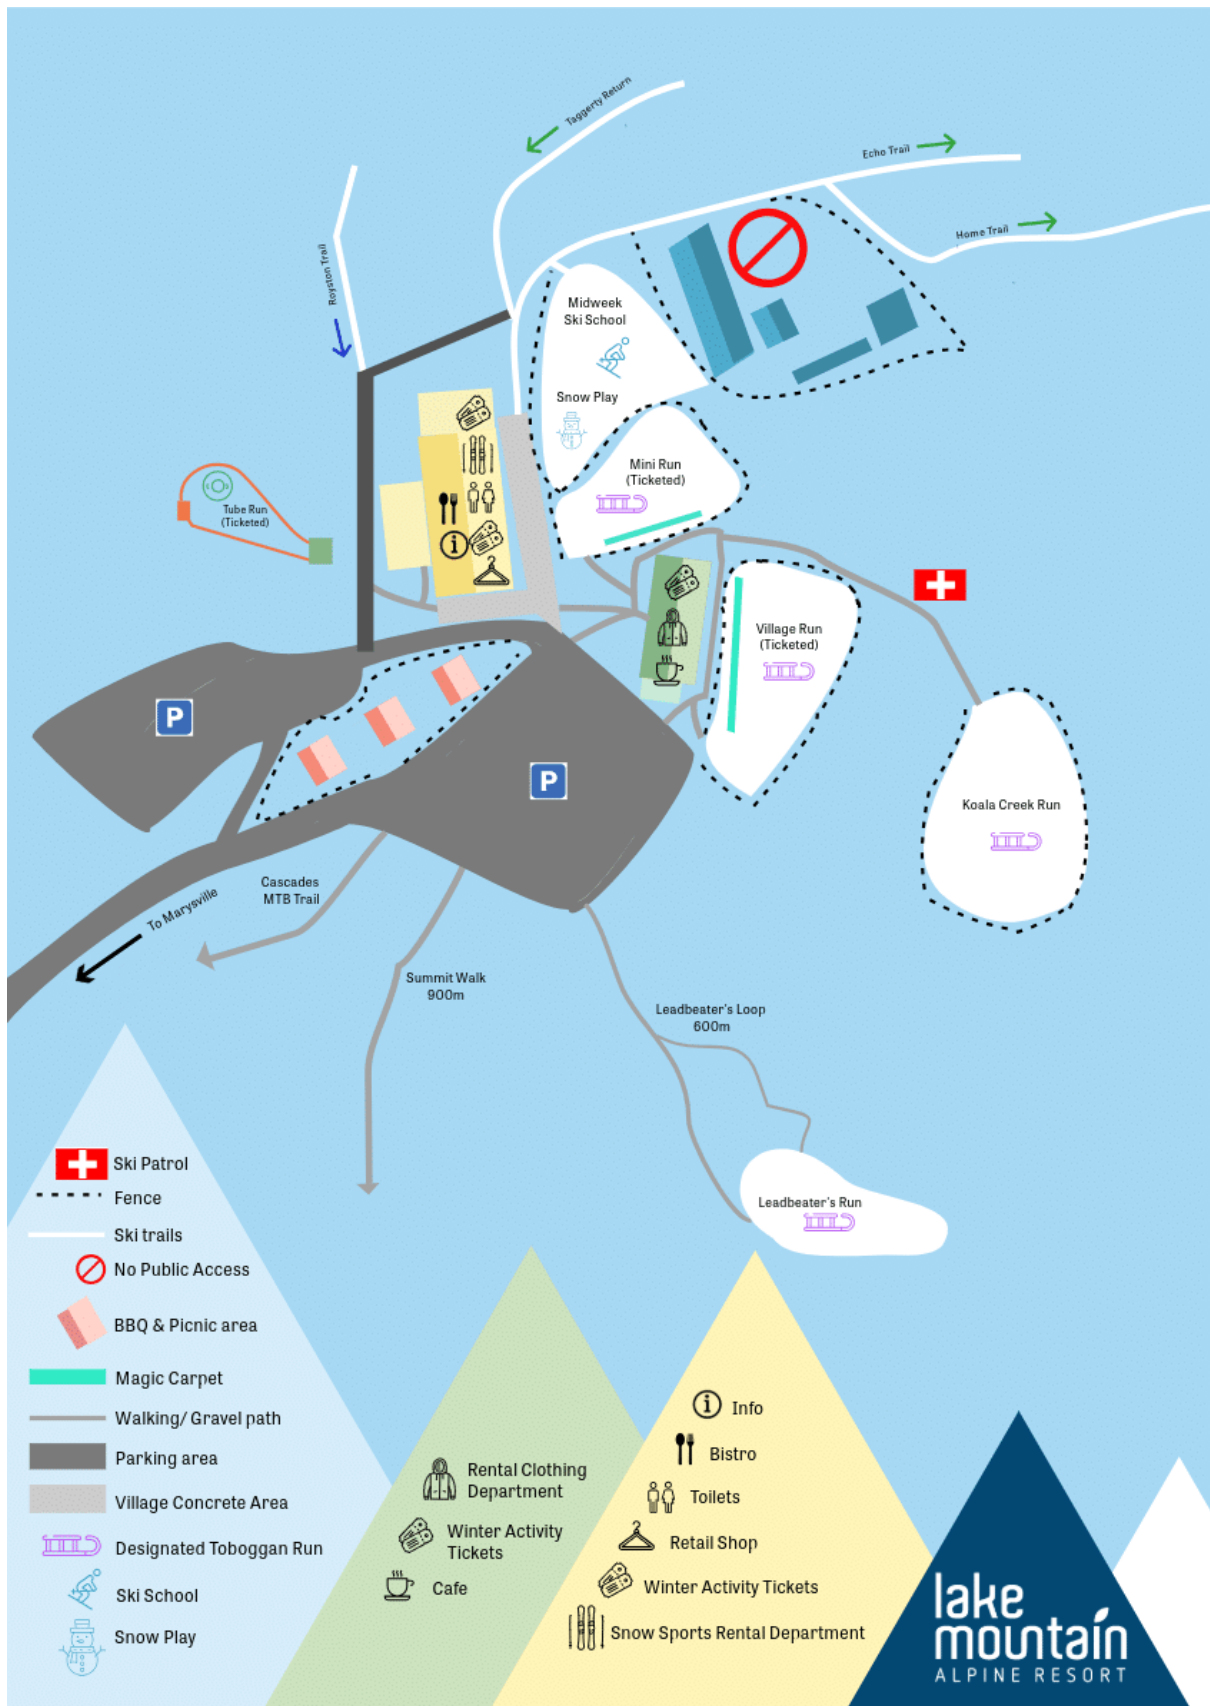 Taggerty Return
Echo Trail
Home Trail
Royston Trail
Midweek
Ski School
Snow Play
Mini Run
(Ticketed)
Tube Run
(Ticketed)
i
Village Run
(Ticketed)
P
P
Koala Creek Run
Cascades
MTB Trail
To Marysville
Summit Walk
900m
Leadbeater's Loop
600m
Leadbeater's Run
Ski Patrol
Fence
Ski trails
No Public Access
BBQ & Picnic area
Magic Carpet
Walking/ Gravel path
Parking area
Village Concrete Area
Designated Toboggan Run
Ski School
Snow Play
Rental Clothing
Department
Winter Activity
Tickets
Cafe
i Info
Bistro
Toilets
Retail Shop
Winter Activity Tickets
Snow Sports Rental Department
lake
mountain
ALPINE RESORT